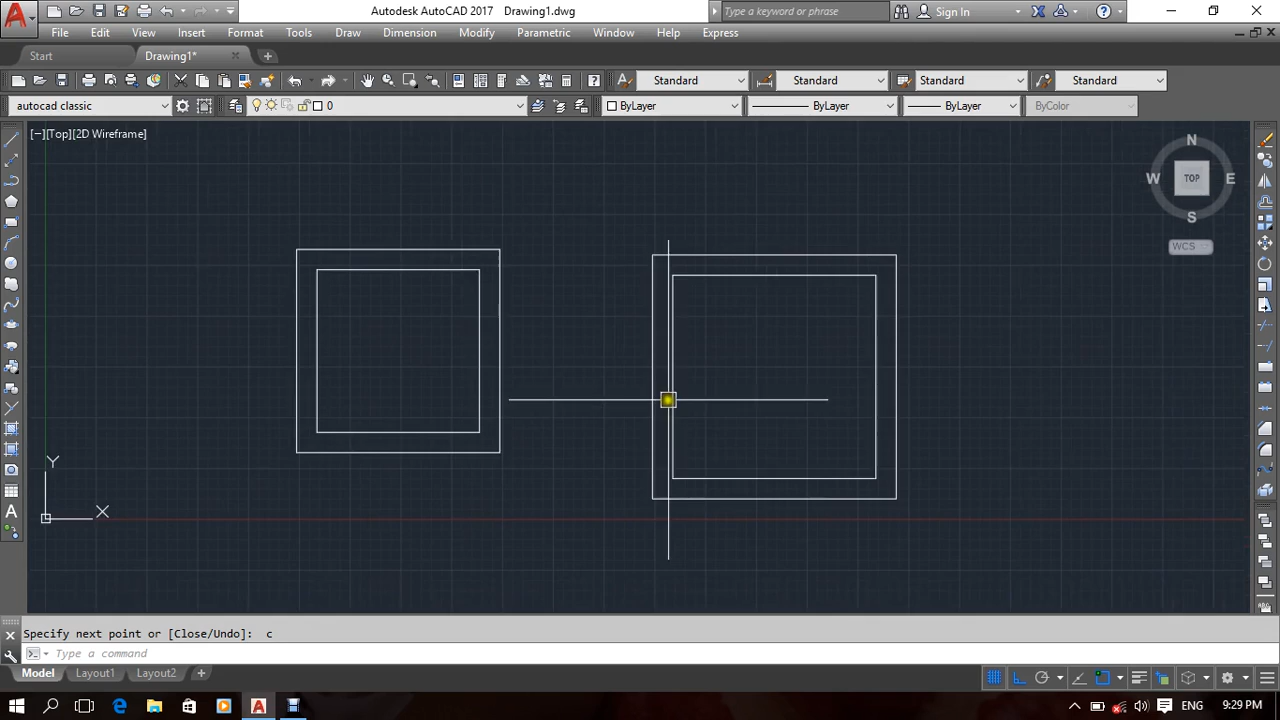 Autodesk AutoCAD 2017 Drawing1.dwg Type a keyword or phrase Sign In
File Edit View Insert Format Tools Draw Dimension Modify Parametric Window Help Express
Start Drawing1*
Standard Standard Standard Standard
autocad classic 0 ByLayer ByLayer ByLayer ByColor
[−][Top][2D Wireframe]
N
W TOP E
S
WCS
Y
X
Specify next point or [Close/Undo]: c
Type a command
Model Layout1 Layout2
ENG 9:29 PM